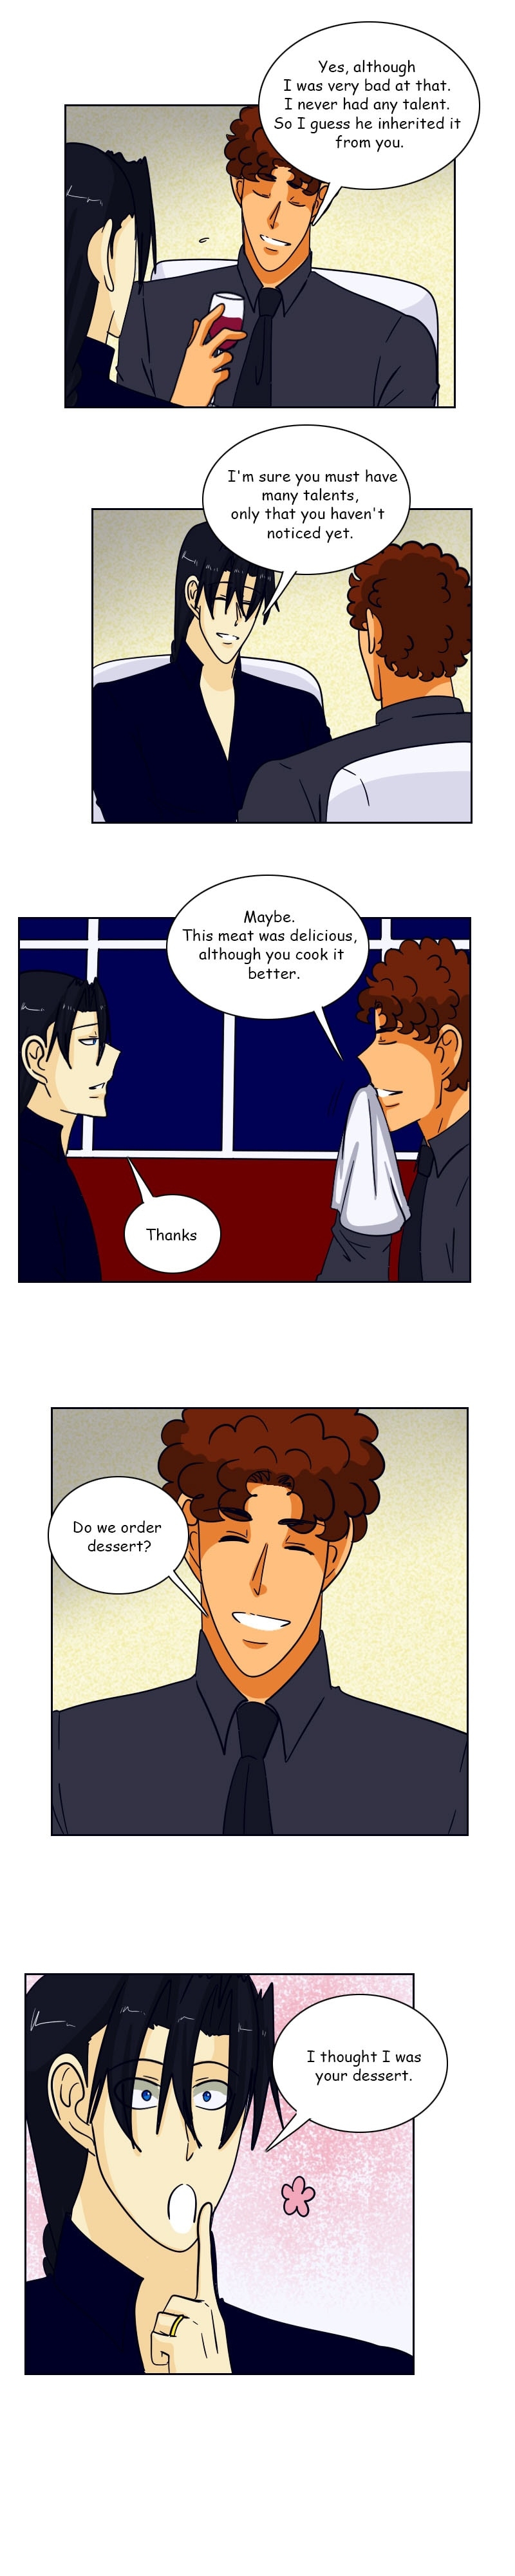 Yes, although
I was very bad at that.
I never had any talent.
So I guess he inherited it
from you.
I'm sure you must have
many talents,
only that you haven't
noticed yet.
Maybe.
This meat was delicious,
although you cook it
better.
Thanks
Do we order
dessert?
I thought I was
your dessert.